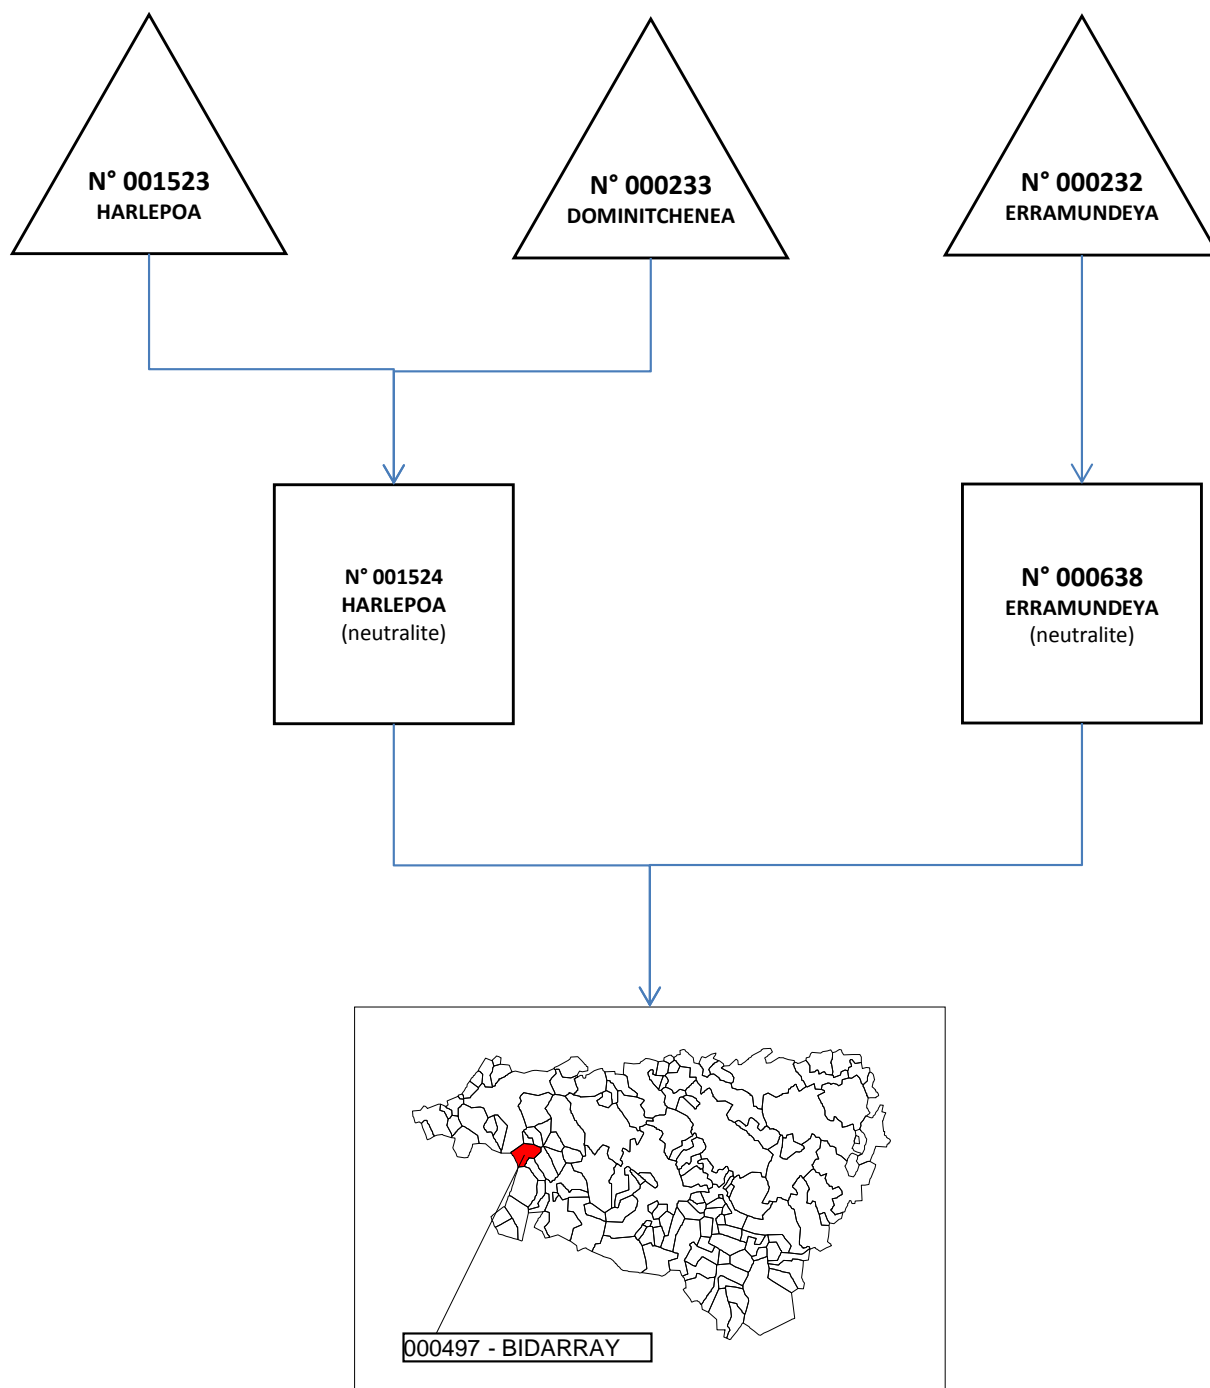 N° 001523
HARLEPOA
N° 000233
DOMINITCHENEA
N° 000232
ERRAMUNDEYA
N° 001524
HARLEPOA
(neutralite)
N° 000638
ERRAMUNDEYA
(neutralite)
000497 - BIDARRAY